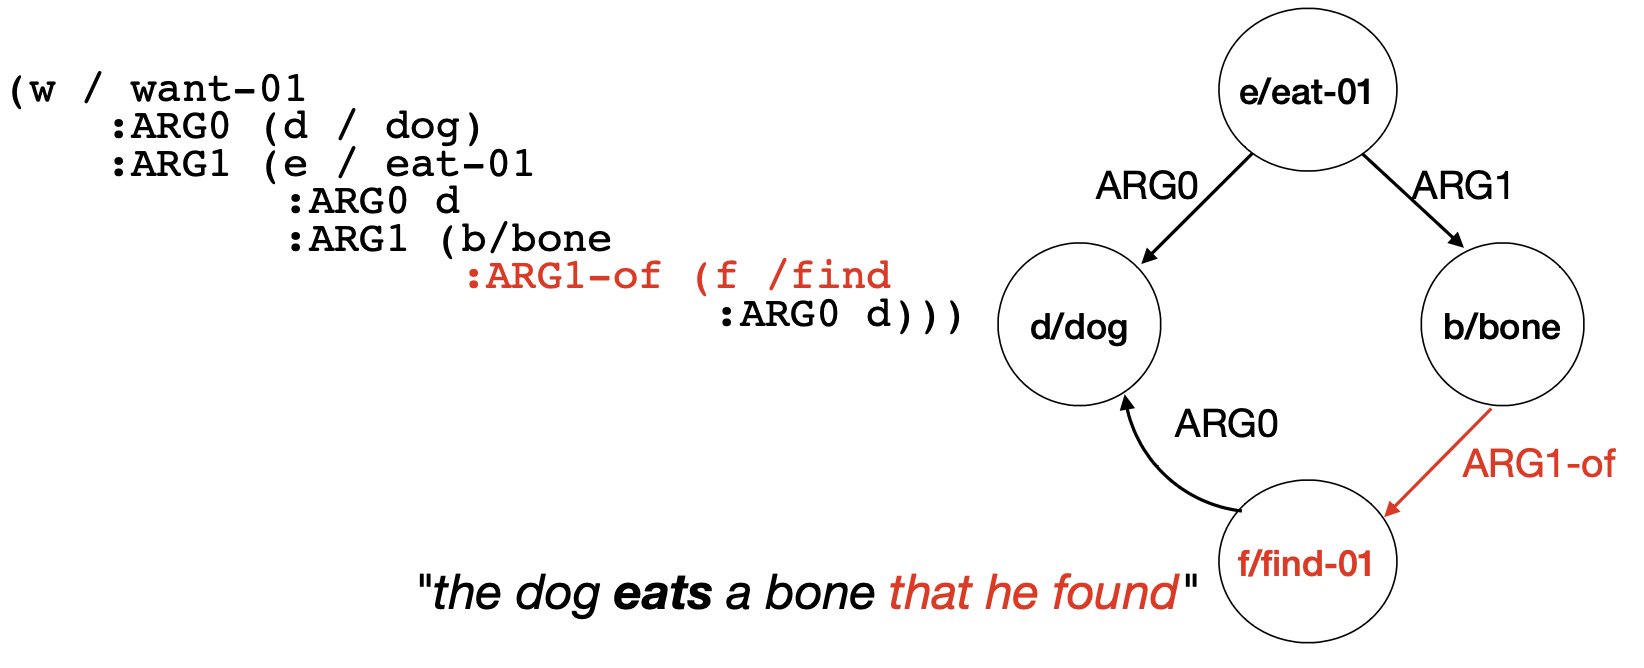 (w / want-01
:ARG0 (d / dog)
:ARG1 (e / eat-01
:ARG0 d
:ARG1 (b/bone
:ARG1-of (f /find
:ARG0 d)))
e/eat-01
ARG0
ARG1
d/dog
b/bone
ARG0
ARG1-of
f/find-01
"the dog eats a bone that he found"